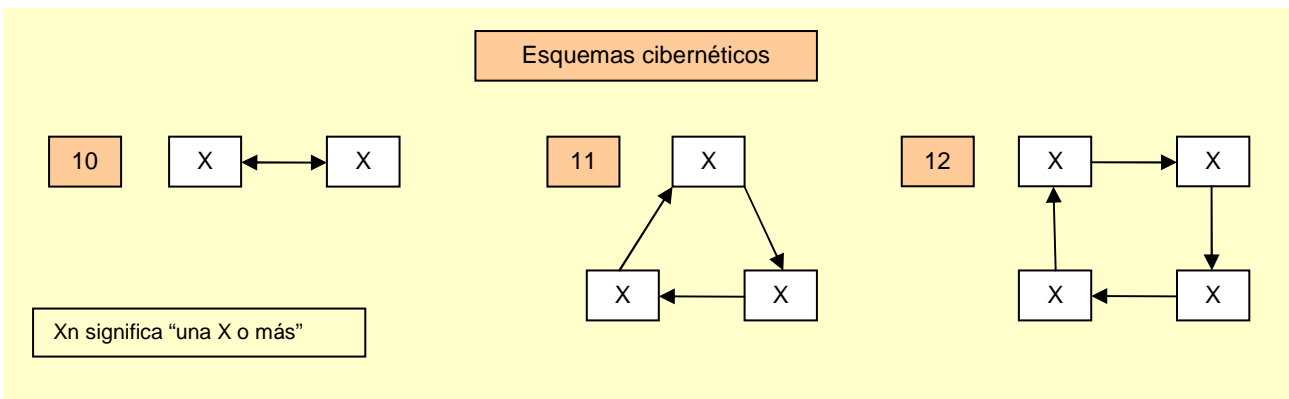 Esquemas cibernéticos
10 X X 11 X 12 X X
X X X X
Xn significa “una X o más”